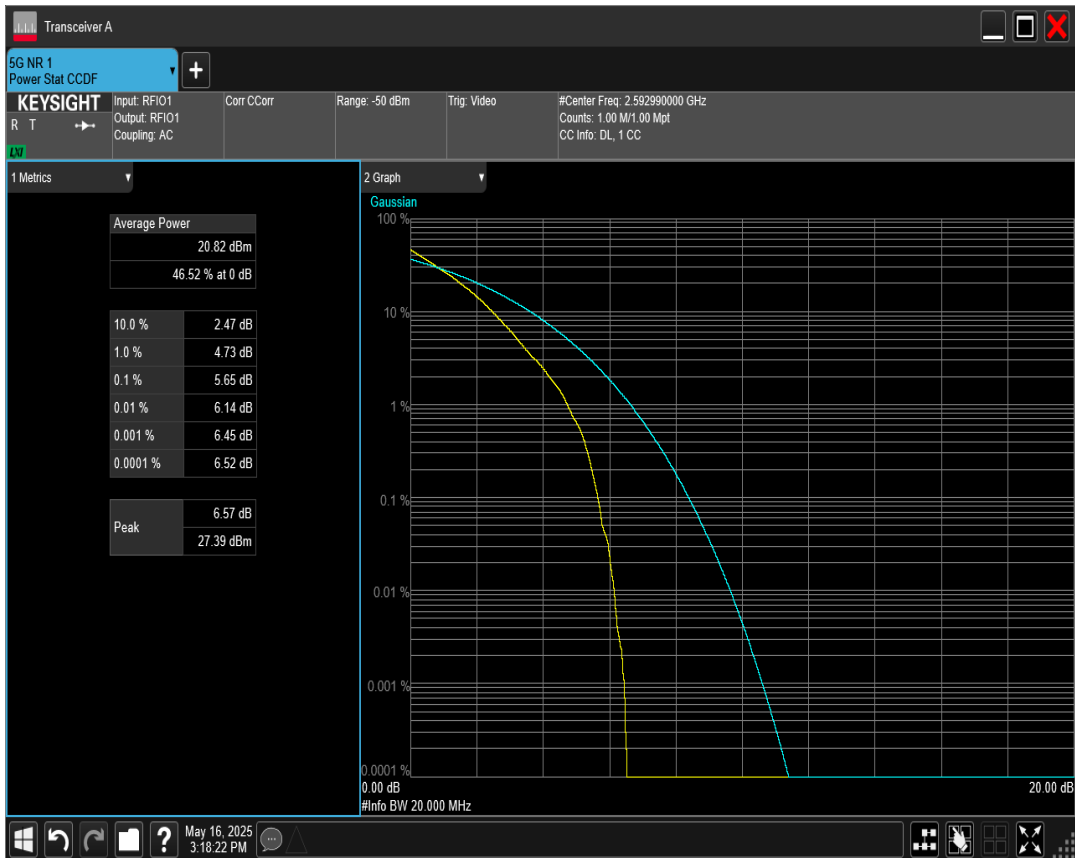 Transceiver A
5G NR 1
Power Stat CCDF
+
KEYSIGHT
R T
LXI
Input: RFIO1
Output: RFIO1
Coupling: AC
Corr CCorr
Range: -50 dBm
Trig: Video
#Center Freq: 2.592990000 GHz
Counts: 1.00 M/1.00 Mpt
CC Info: DL, 1 CC
1 Metrics
Average Power
20.82 dBm
46.52 % at 0 dB
10.0 % 2.47 dB
1.0 % 4.73 dB
0.1 % 5.65 dB
0.01 % 6.14 dB
0.001 % 6.45 dB
0.0001 % 6.52 dB
Peak 6.57 dB
27.39 dBm
2 Graph
Gaussian
100 %
10 %
1 %
0.1 %
0.01 %
0.001 %
0.0001 %
0.00 dB 20.00 dB
#Info BW 20.000 MHz
?
May 16, 2025
3:18:22 PM